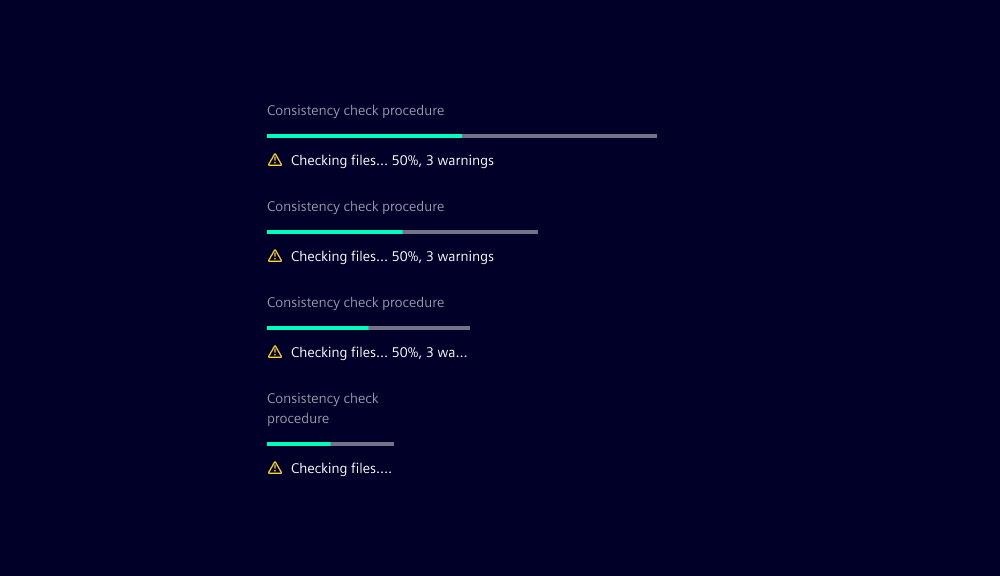 Consistency check procedure
Checking files... 50%, 3 warnings
Consistency check procedure
Checking files... 50%, 3 warnings
Consistency check procedure
Checking files... 50%, 3 wa...
Consistency check
procedure
Checking files....